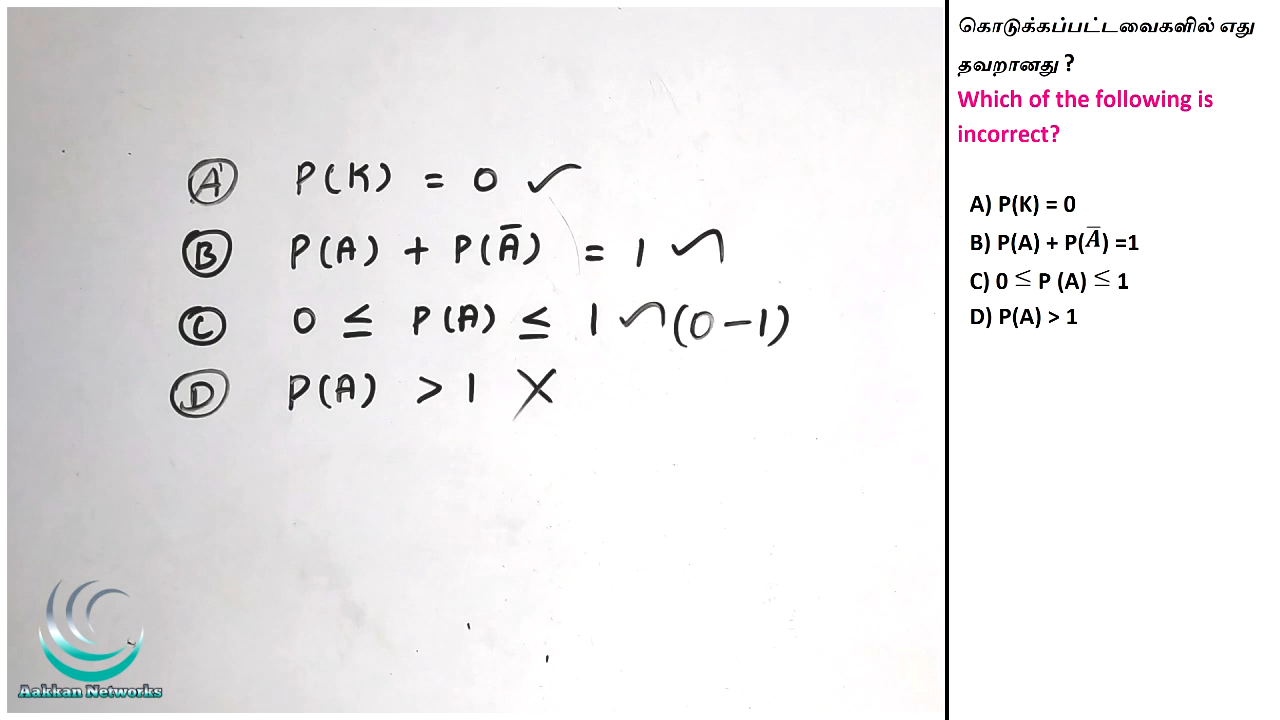 A P(K) = 0 ✓
B P(A) + P(A̅) = 1 ✓
C 0 ≤ P(A) ≤ 1 ✓ (0 - 1)
D P(A) > 1 X
Aakkan Networks
கொடுக்கப்பட்டவைகளில் எது
தவறானது ?
Which of the following is
incorrect?
A) P(K) = 0
B) P(A) + P(A̅) =1
C) 0 ≤ P (A) ≤ 1
D) P(A) > 1